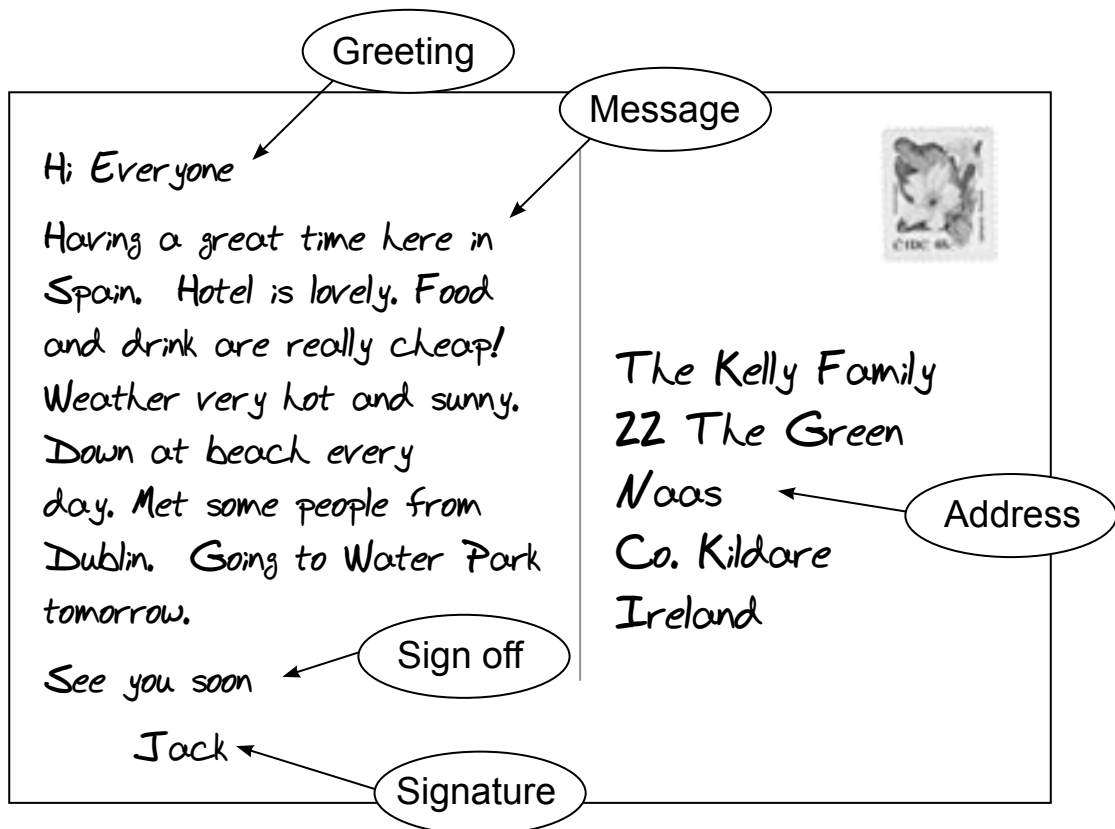 Greeting
Message
Hi Everyone
Having a great time here in
Spain. Hotel is lovely. Food
and drink are really cheap!
Weather very hot and sunny.
Down at beach every
day. Met some people from
Dublin. Going to Water Park
tomorrow.
Sign off
See you soon
Jack
Signature
The Kelly Family
22 The Green
Naas
Address
Co. Kildare
Ireland